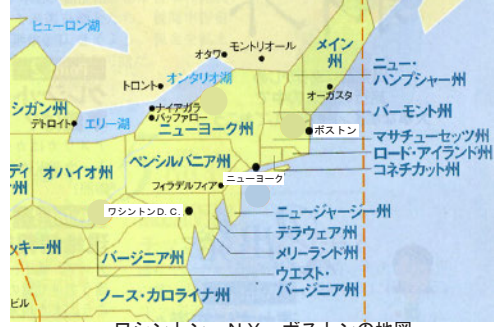 ヒューロン湖
オタワ
モントリオール
メイン州
トロント
オンタリオ湖
ニュー・ハンプシャー州
オーガスタ
シガン州
デトロイト
エリー湖
ナイアガラ
バッファロー
ニューヨーク州
バーモント州
ボストン
マサチューセッツ州
ロード・アイランド州
コネチカット州
ディ
州
オハイオ州
ペンシルバニア州
ニューヨーク
フィラデルフィア
ワシントンD.C.
ニュージャージー州
デラウェア州
メリーランド州
ッキー州
バージニア州
ウエスト・
バージニア州
ビル
ノース・カロライナ州
ワシントン、N.Y.、ボストンの地図